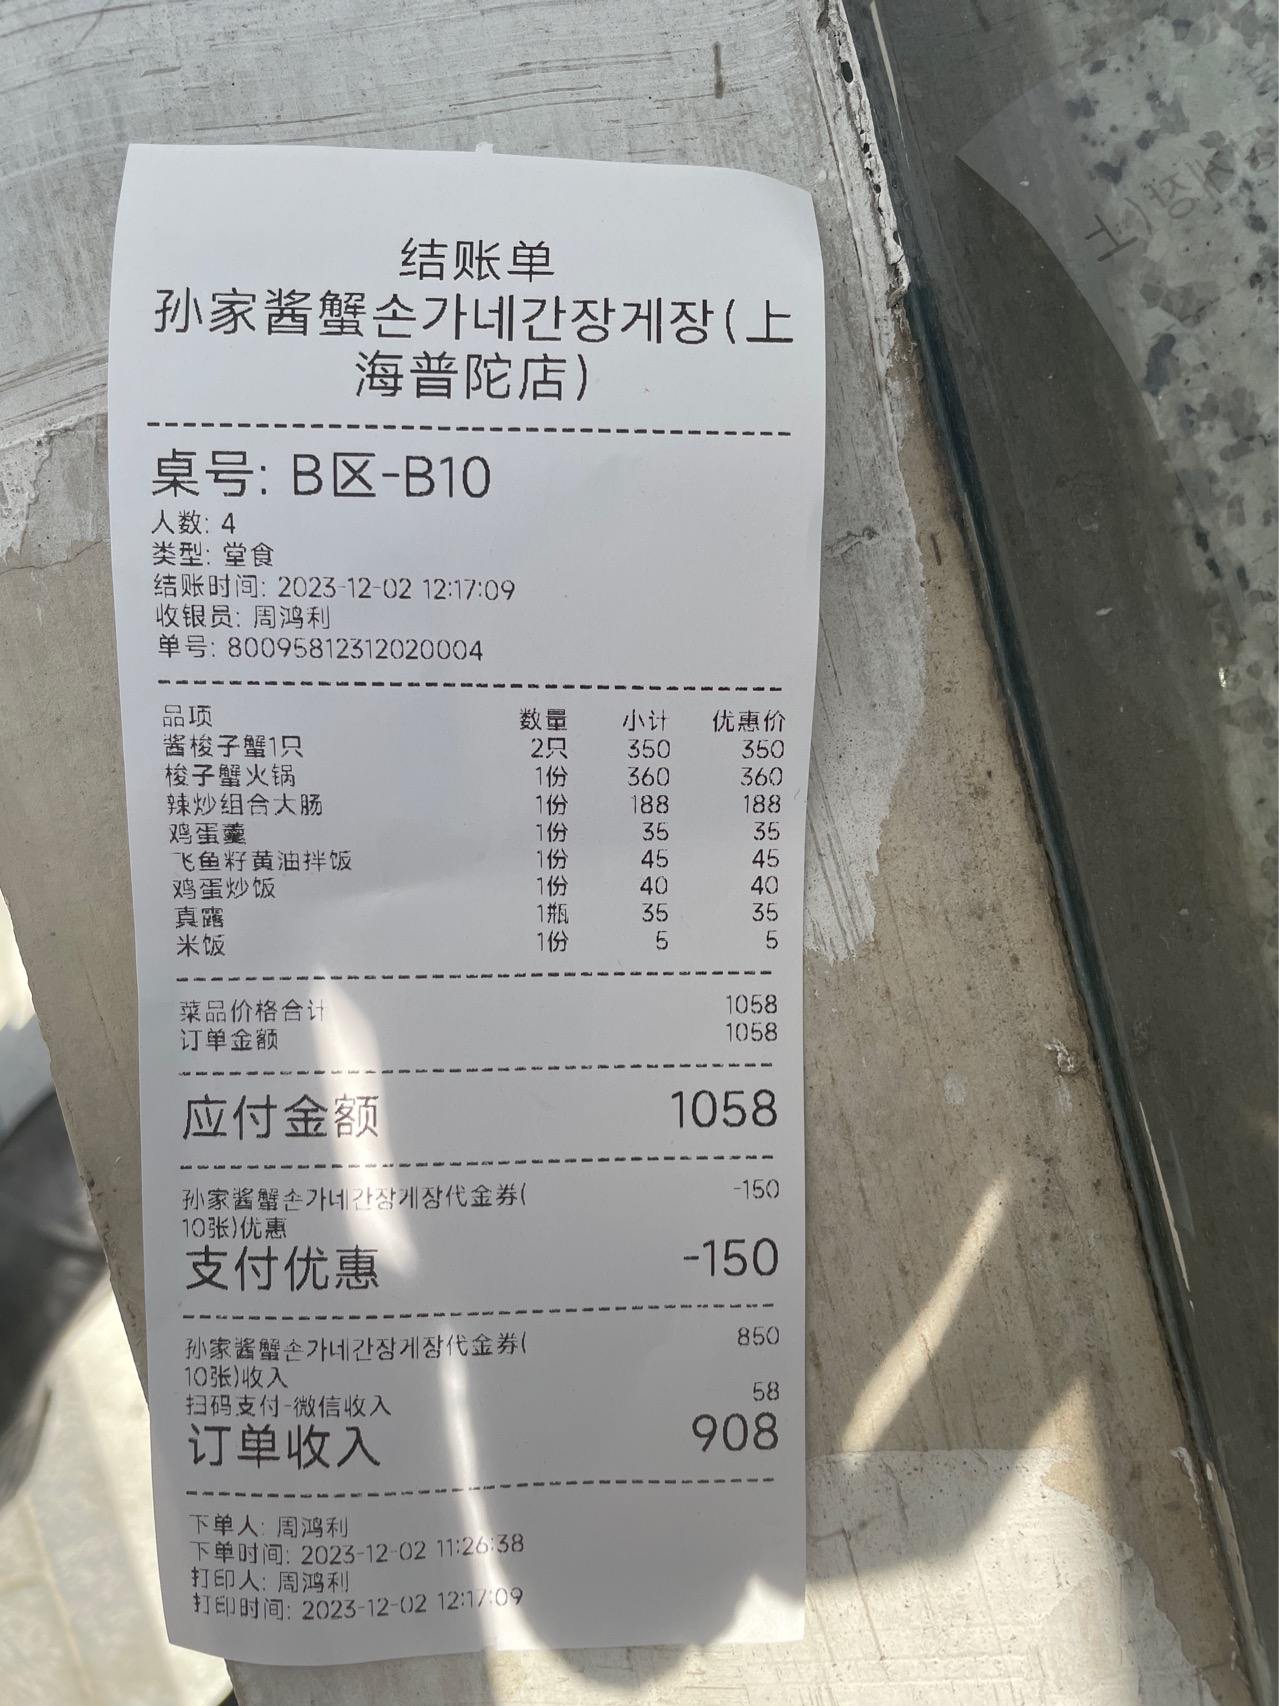 结账单
孙家酱蟹손가네간장게장(上
海普陀店)
桌号: B区-B10
人数: 4
类型: 堂食
结账时间: 2023-12-02 12:17:09
收银员: 周鸿利
单号: 80095812312020004
品项 数量 小计 优惠价
酱梭子蟹1只 2只 350 350
梭子蟹火锅 1份 360 360
辣炒组合大肠 1份 188 188
鸡蛋羹 1份 35 35
飞鱼籽黄油拌饭 1份 45 45
鸡蛋炒饭 1份 40 40
真露 1瓶 35 35
米饭 1份 5 5
菜品价格合计 1058
订单金额 1058
应付金额 1058
孙家酱蟹손가네간장게장代金券( -150
10张)优惠
支付优惠 -150
孙家酱蟹손가네간장게장代金券( 850
10张)收入
扫码支付-微信收入 58
订单收入 908
下单人: 周鸿利
下单时间: 2023-12-02 11:26:38
打印人: 周鸿利
打印时间: 2023-12-02 12:17:09